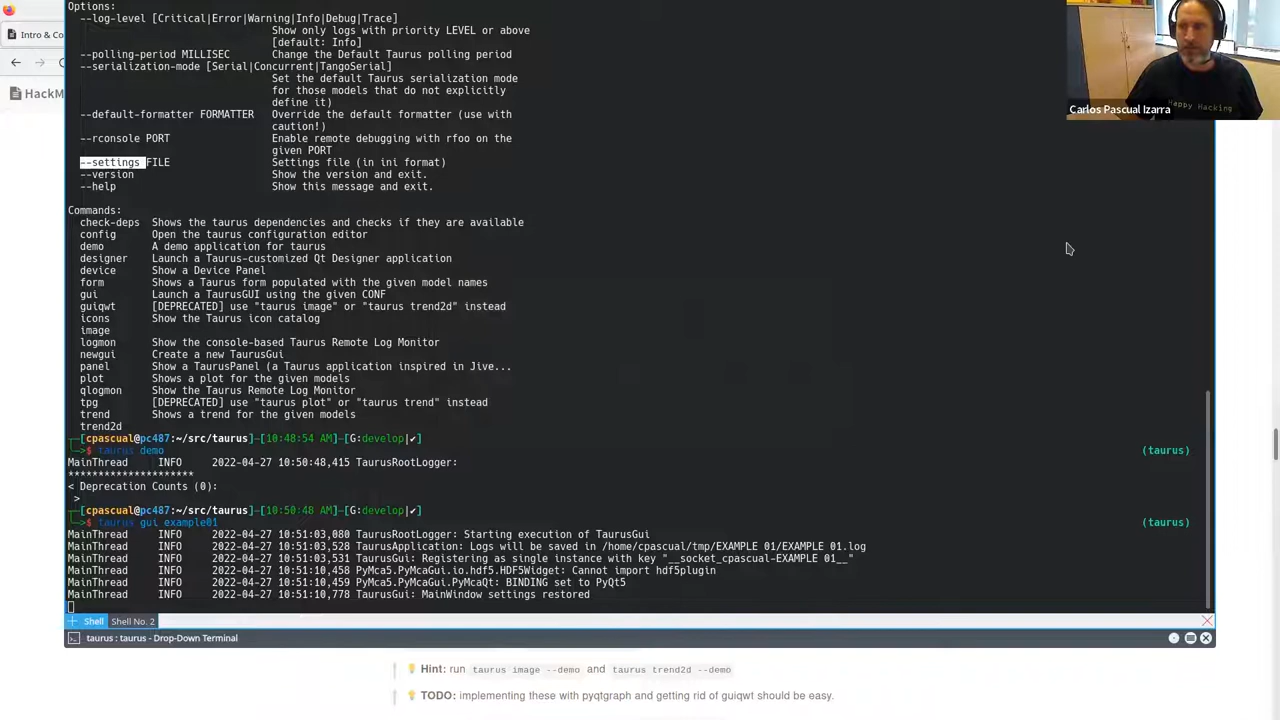 Options:
--log-level [Critical|Error|Warning|Info|Debug|Trace]
Show only logs with priority LEVEL or above
[default: Info]
--polling-period MILLISEC Change the Default Taurus polling period
--serialization-mode [Serial|Concurrent|TangoSerial]
Set the default Taurus serialization mode
for those models that do not explicitly
define it)
--default-formatter FORMATTER Override the default formatter (use with
caution!)
--rconsole PORT Enable remote debugging with rfoo on the
given PORT
--settings FILE Settings file (in ini format)
--version Show the version and exit.
--help Show this message and exit.
Commands:
check-deps Shows the taurus dependencies and checks if they are available
config Open the taurus configuration editor
demo A demo application for taurus
designer Launch a Taurus-customized Qt Designer application
device Show a Device Panel
form Shows a Taurus form populated with the given model names
gui Launch a TaurusGUI using the given CONF
guiqwt [DEPRECATED] use "taurus image" or "taurus trend2d" instead
icons Show the Taurus icon catalog
image
logmon Show the console-based Taurus Remote Log Monitor
newgui Create a new TaurusGui
panel Show a TaurusPanel (a Taurus application inspired in Jive...
plot Shows a plot for the given models
qlogmon Show the Taurus Remote Log Monitor
tpg [DEPRECATED] use "taurus plot" or "taurus trend" instead
trend Shows a trend for the given models
trend2d
[cpascual@pc487:~/src/taurus]-[10:48:54 AM]-[G:develop|✔]
$ taurus demo (taurus)
MainThread INFO 2022-04-27 10:50:48,415 TaurusRootLogger:
*********************
< Deprecation Counts (0):
>
[cpascual@pc487:~/src/taurus]-[10:50:48 AM]-[G:develop|✔]
$ taurus gui example01 (taurus)
MainThread INFO 2022-04-27 10:51:03,080 TaurusRootLogger: Starting execution of TaurusGui
MainThread INFO 2022-04-27 10:51:03,528 TaurusApplication: Logs will be saved in /home/cpascual/tmp/EXAMPLE 01/EXAMPLE 01.log
MainThread INFO 2022-04-27 10:51:03,531 TaurusGui: Registering as single instance with key "__socket_cpascual-EXAMPLE 01__"
MainThread INFO 2022-04-27 10:51:10,458 PyMca5.PyMcaGui.io.hdf5.HDF5Widget: Cannot import hdf5plugin
MainThread INFO 2022-04-27 10:51:10,459 PyMca5.PyMcaGui.PyMcaQt: BINDING set to PyQt5
MainThread INFO 2022-04-27 10:51:10,778 TaurusGui: MainWindow settings restored
Shell Shell No. 2
taurus : taurus - Drop-Down Terminal
Intro & Co
HackM
Happy Hacking
Carlos Pascual Izarra
Hint: run taurus image --demo and taurus trend2d --demo
TODO: implementing these with pyqtgraph and getting rid of guiqwt should be easy.